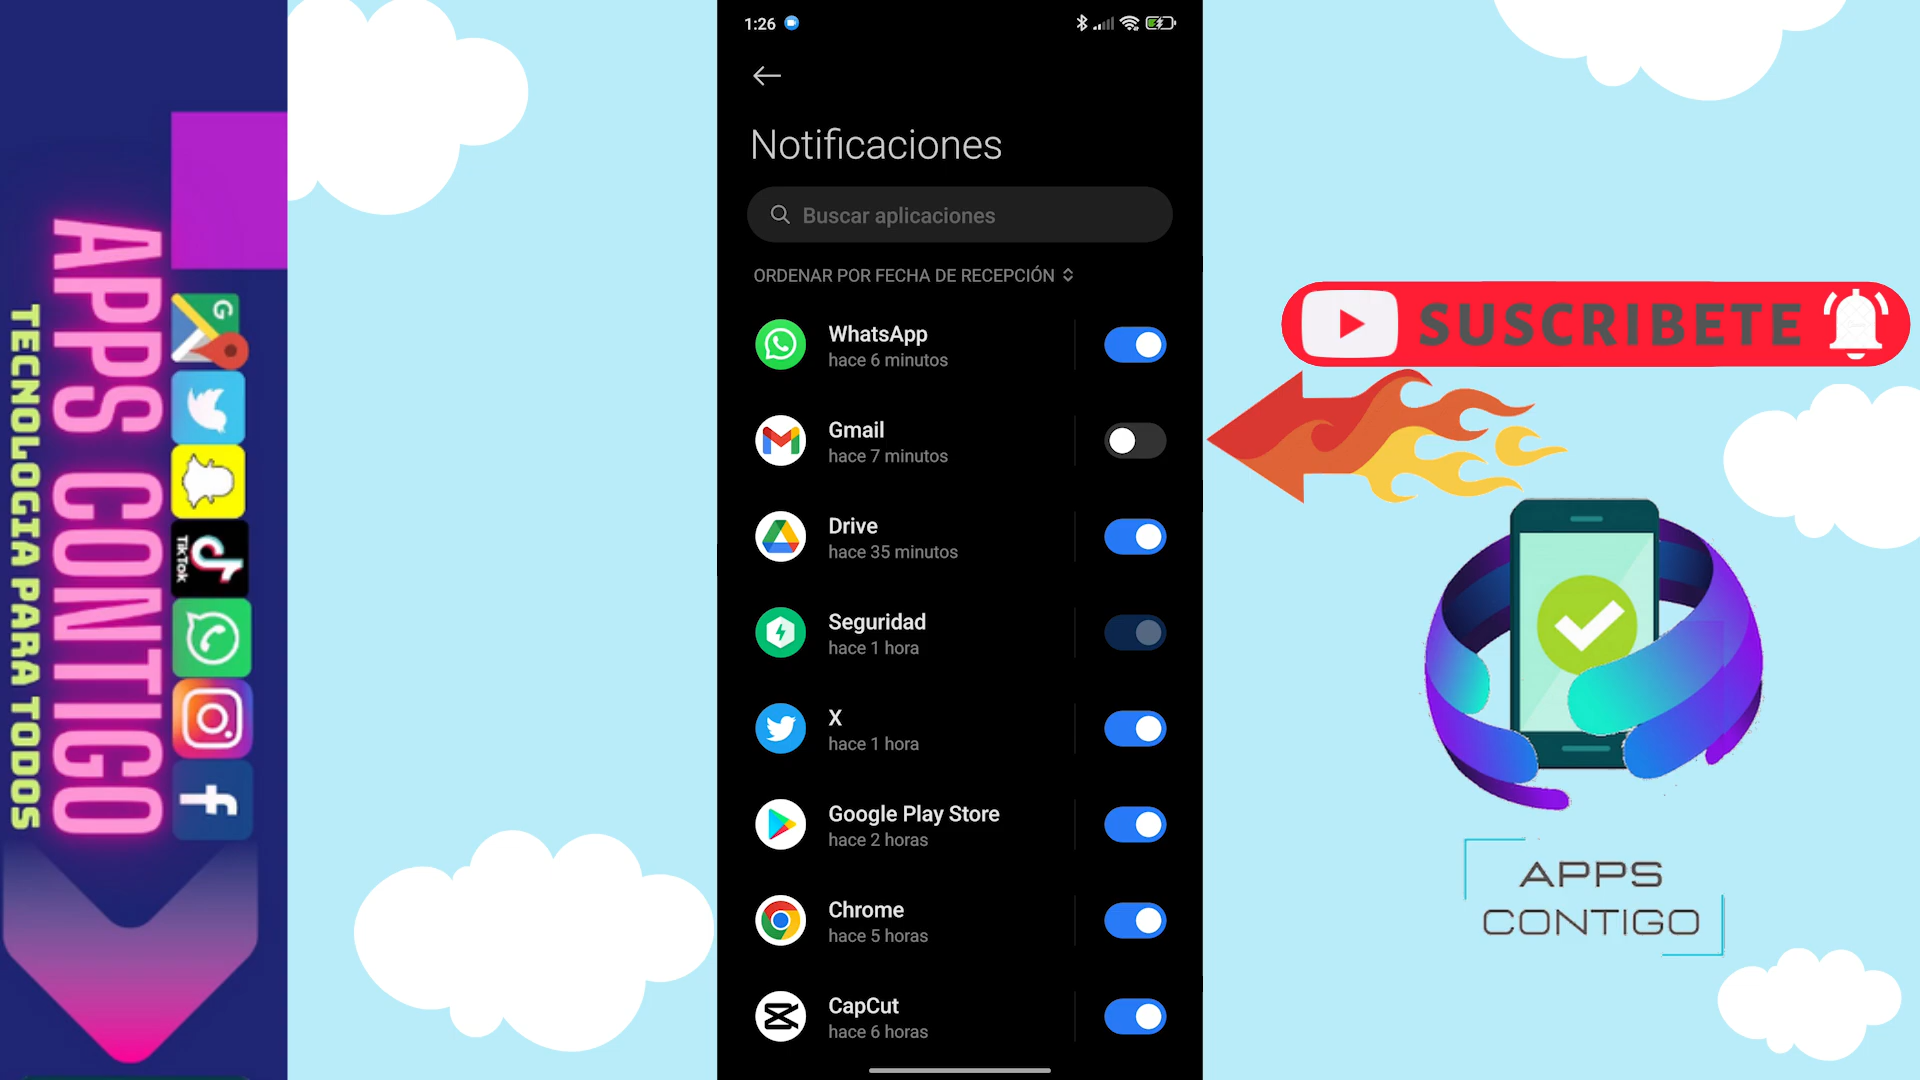 APPS CONTIGO
TECNOLOGIA PARA TODOS
G
TikTok
1:26
Notificaciones
Buscar aplicaciones
ORDENAR POR FECHA DE RECEPCIÓN
WhatsApp
hace 6 minutos
Gmail
hace 7 minutos
Drive
hace 35 minutos
Seguridad
hace 1 hora
X
hace 1 hora
Google Play Store
hace 2 horas
Chrome
hace 5 horas
CapCut
hace 6 horas
SUSCRIBETE
APPS
CONTIGO